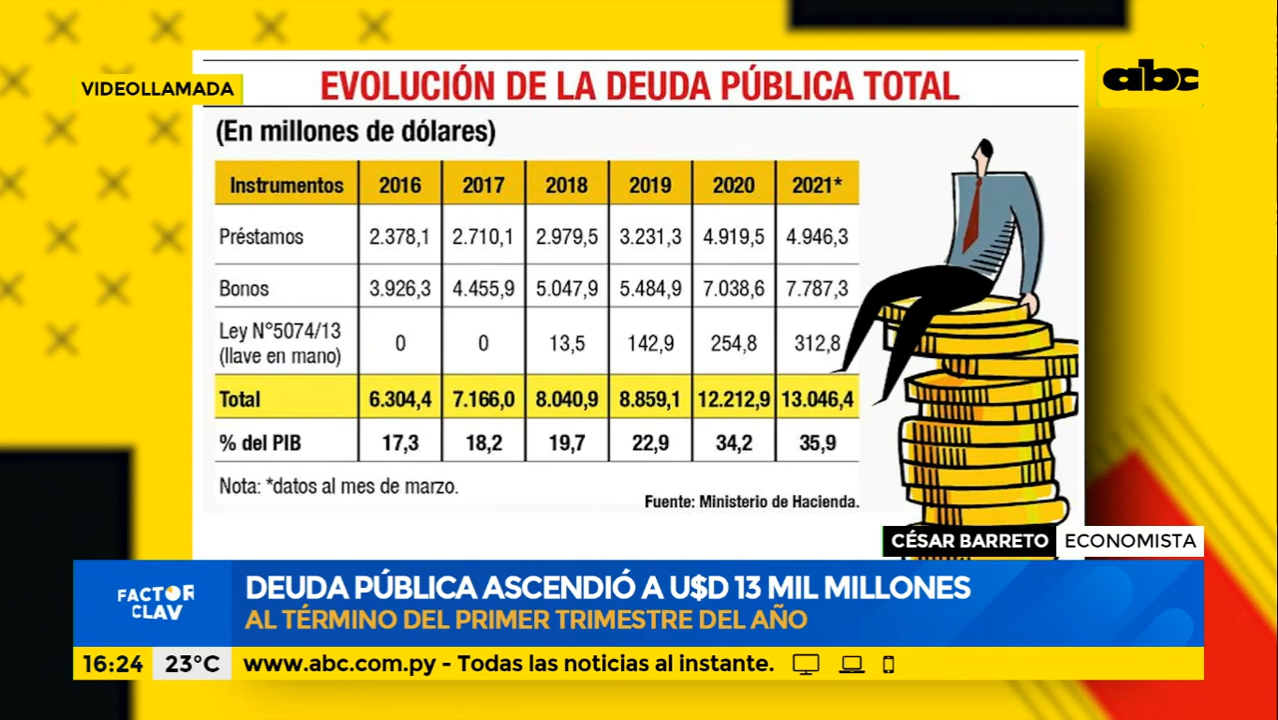 VIDEOLLAMADA
abc
EVOLUCIÓN DE LA DEUDA PÚBLICA TOTAL
(En millones de dólares)
Instrumentos 2016 2017 2018 2019 2020 2021*
Préstamos 2.378,1 2.710,1 2.979,5 3.231,3 4.919,5 4.946,3
Bonos 3.926,3 4.455,9 5.047,9 5.484,9 7.038,6 7.787,3
Ley N°5074/13
(llave en mano) 0 0 13,5 142,9 254,8 312,8
Total 6.304,4 7.166,0 8.040,9 8.859,1 12.212,9 13.046,4
% del PIB 17,3 18,2 19,7 22,9 34,2 35,9
Nota: *datos al mes de marzo.
Fuente: Ministerio de Hacienda.
CÉSAR BARRETO ECONOMISTA
FACTOR
CLAV
DEUDA PÚBLICA ASCENDIÓ A U$D 13 MIL MILLONES
AL TÉRMINO DEL PRIMER TRIMESTRE DEL AÑO
16:24 23°C www.abc.com.py - Todas las noticias al instante.